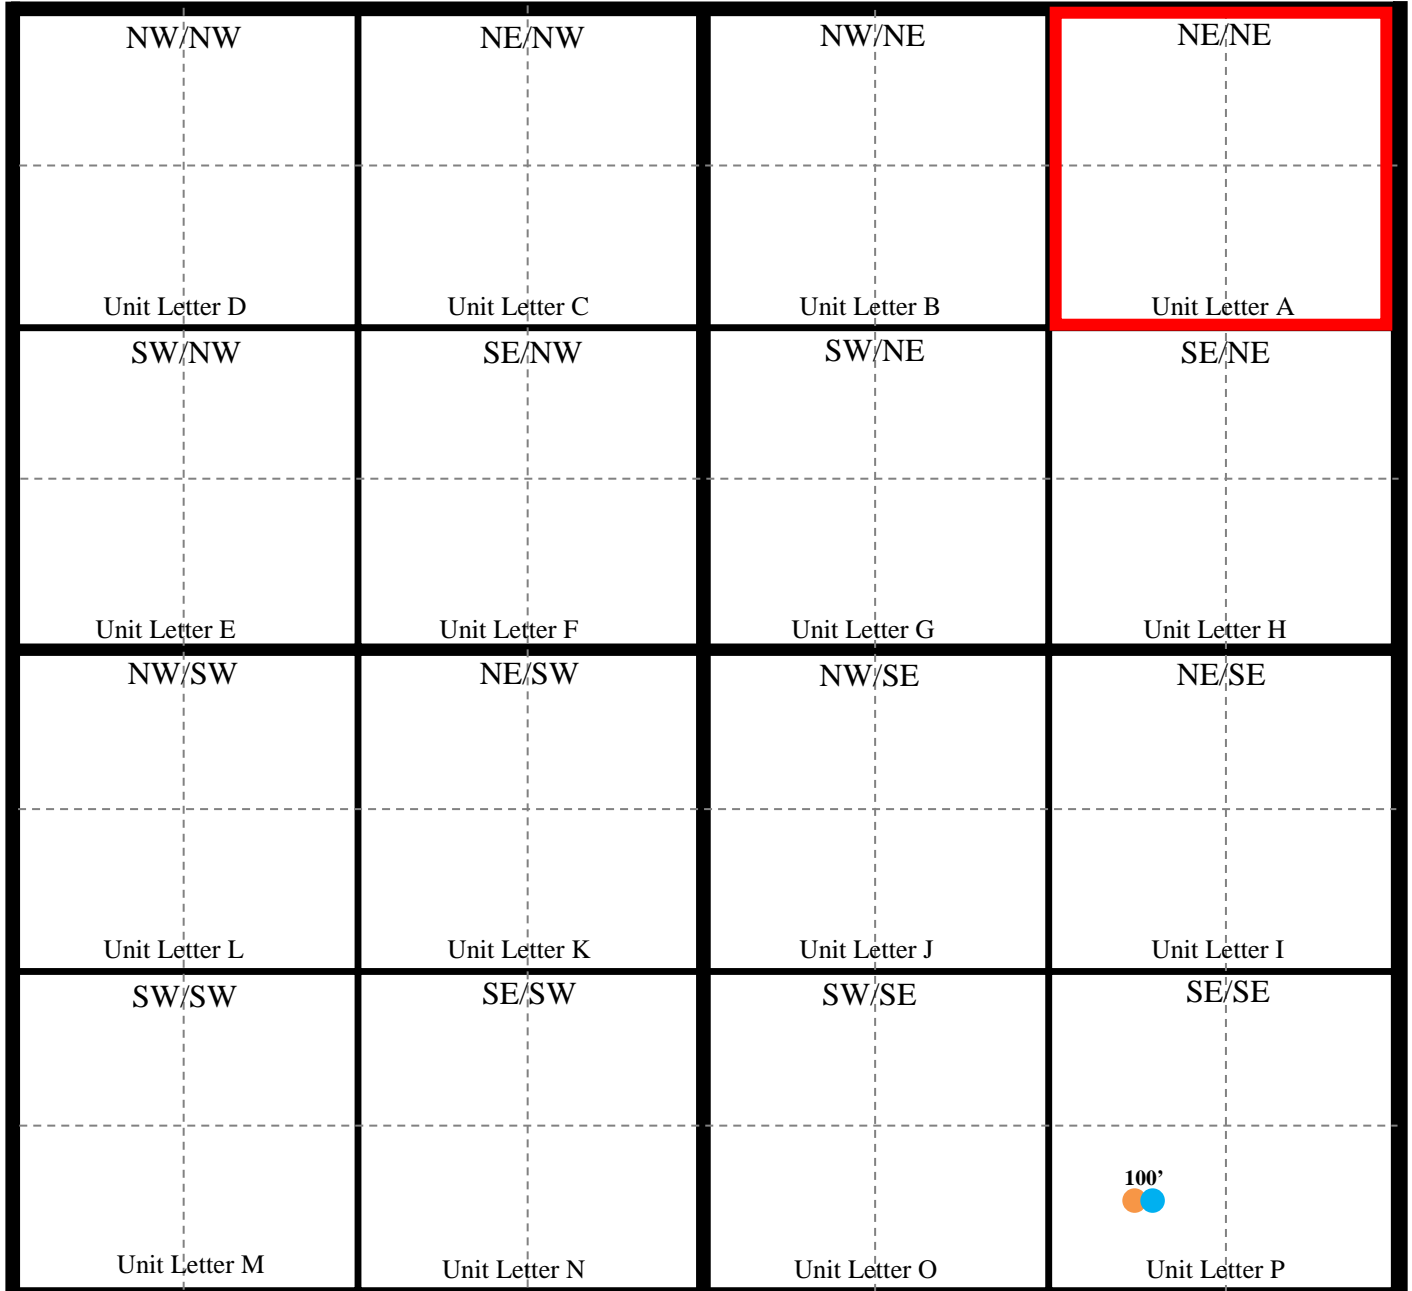 NW/NW
NE/NW
NW/NE
NE/NE
Unit Letter D
Unit Letter C
Unit Letter B
Unit Letter A
SW/NW
SE/NW
SW/NE
SE/NE
Unit Letter E
Unit Letter F
Unit Letter G
Unit Letter H
NW/SW
NE/SW
NW/SE
NE/SE
Unit Letter L
Unit Letter K
Unit Letter J
Unit Letter I
SW/SW
SE/SW
SW/SE
SE/SE
100’
Unit Letter M
Unit Letter N
Unit Letter O
Unit Letter P